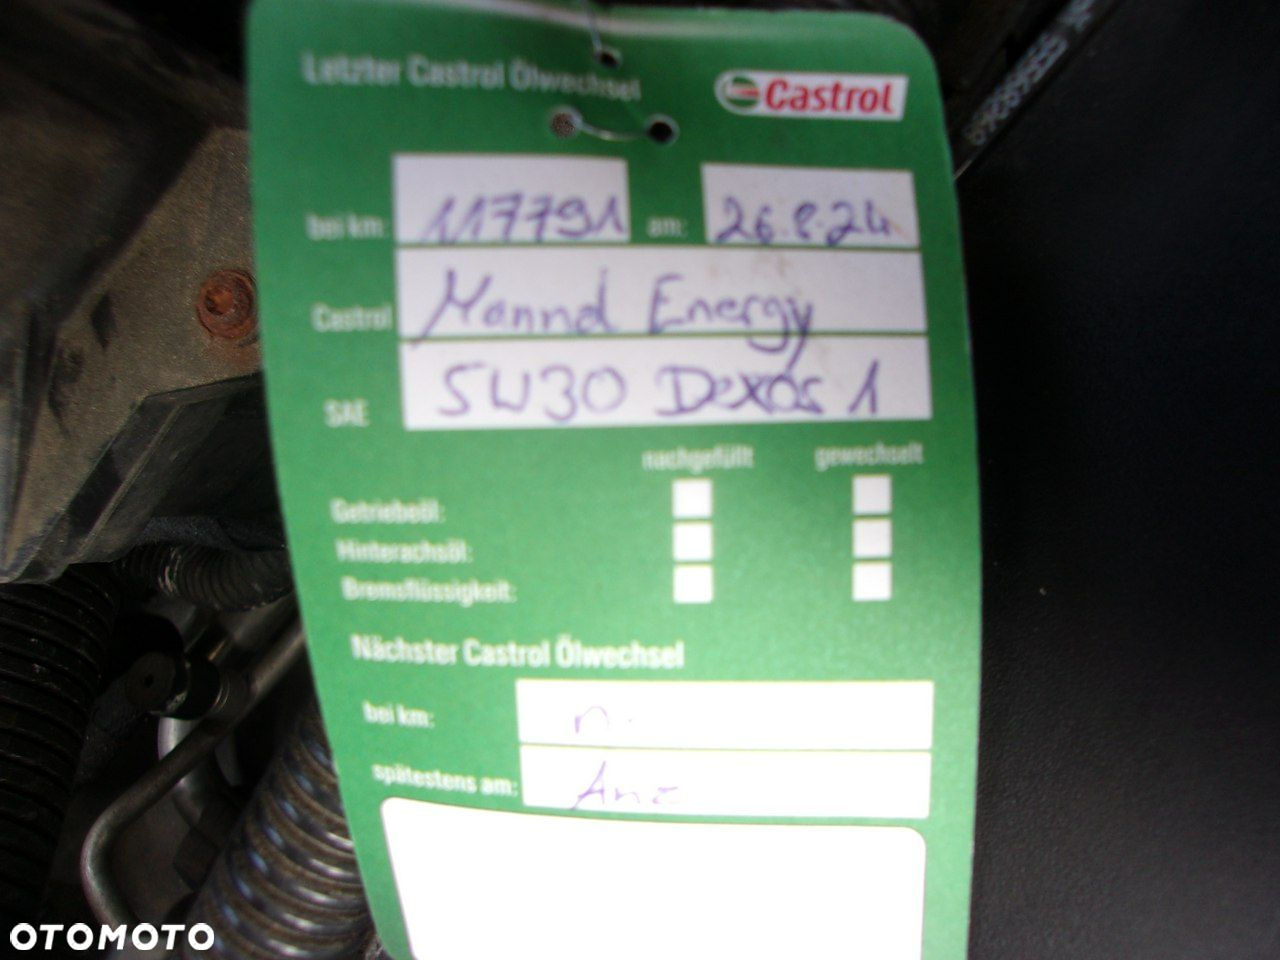 Letzter Castrol Ölwechsel
Castrol
bei km: 117791 am: 26.8.24
Castrol Mannol Energy
SAE 5W30 Dexos 1
nachgefüllt gewechselt
Getriebeöl:
Hinterachsöl:
Bremsflüssigkeit:
Nächster Castrol Ölwechsel
bei km: n.
spätestens am: Anz
OTOMOTO